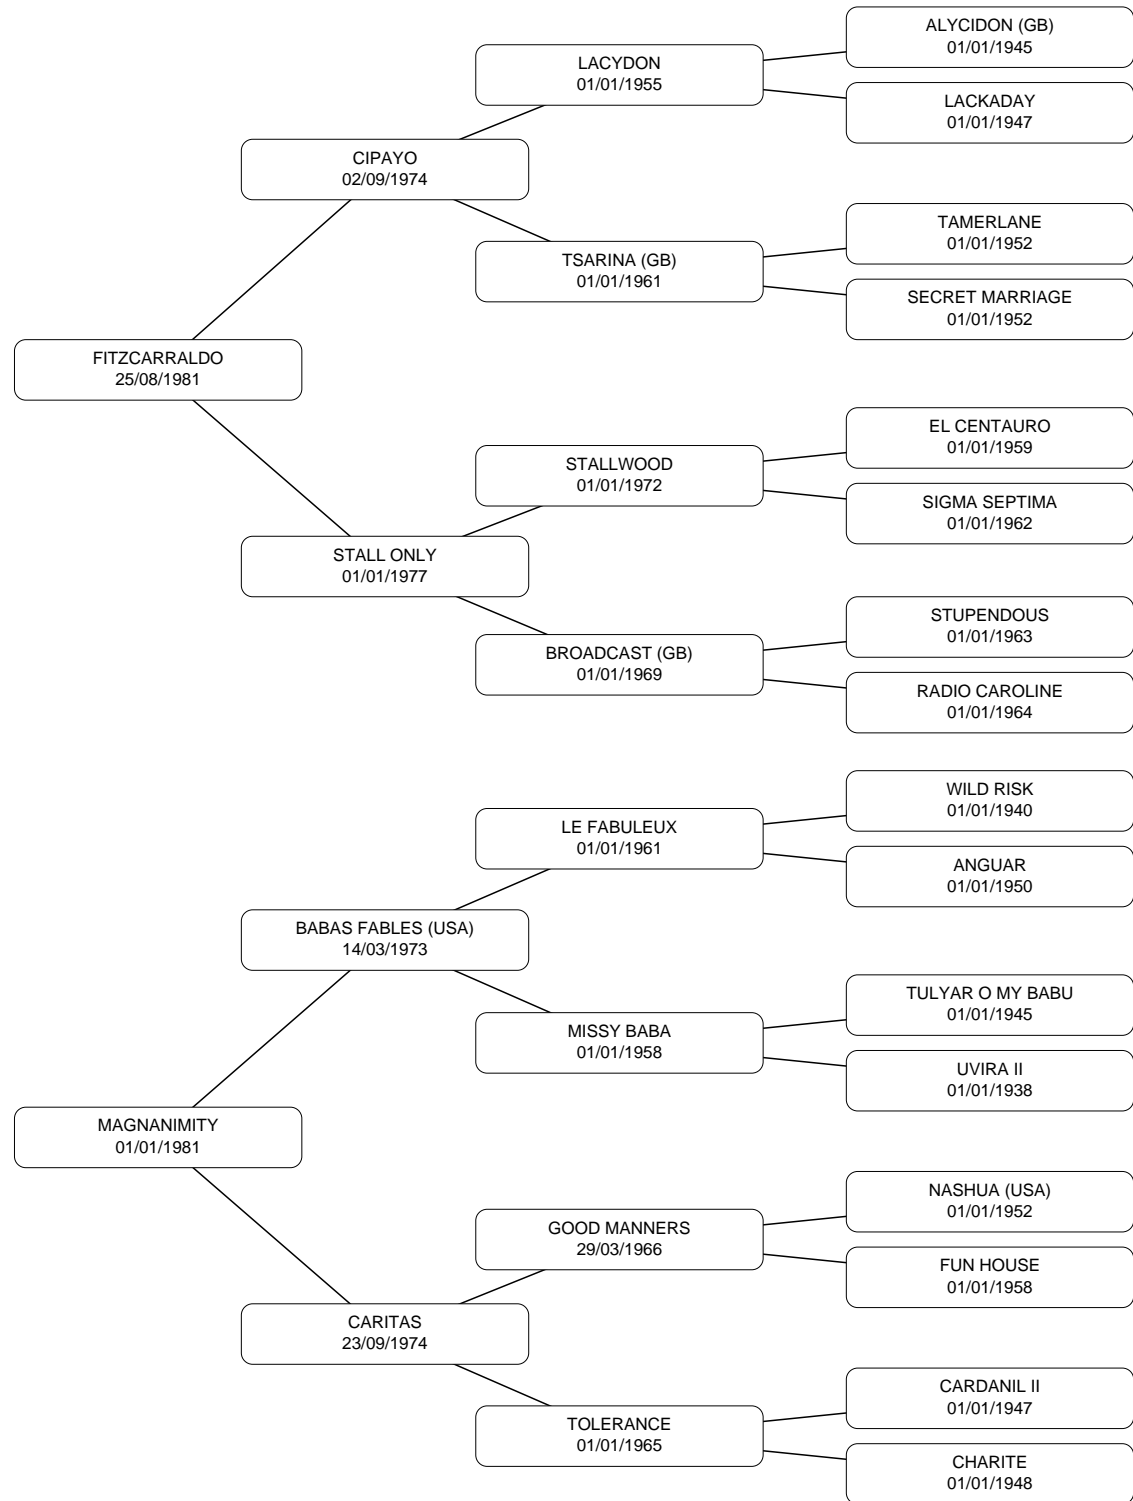 ALYCIDON (GB)
01/01/1945
LACYDON
01/01/1955
LACKADAY
01/01/1947
CIPAYO
02/09/1974
TAMERLANE
01/01/1952
TSARINA (GB)
01/01/1961
SECRET MARRIAGE
01/01/1952
FITZCARRALDO
25/08/1981
EL CENTAURO
01/01/1959
STALLWOOD
01/01/1972
SIGMA SEPTIMA
01/01/1962
STALL ONLY
01/01/1977
STUPENDOUS
01/01/1963
BROADCAST (GB)
01/01/1969
RADIO CAROLINE
01/01/1964
WILD RISK
01/01/1940
LE FABULEUX
01/01/1961
ANGUAR
01/01/1950
BABAS FABLES (USA)
14/03/1973
TULYAR O MY BABU
01/01/1945
MISSY BABA
01/01/1958
UVIRA II
01/01/1938
MAGNANIMITY
01/01/1981
NASHUA (USA)
01/01/1952
GOOD MANNERS
29/03/1966
FUN HOUSE
01/01/1958
CARITAS
23/09/1974
CARDANIL II
01/01/1947
TOLERANCE
01/01/1965
CHARITE
01/01/1948